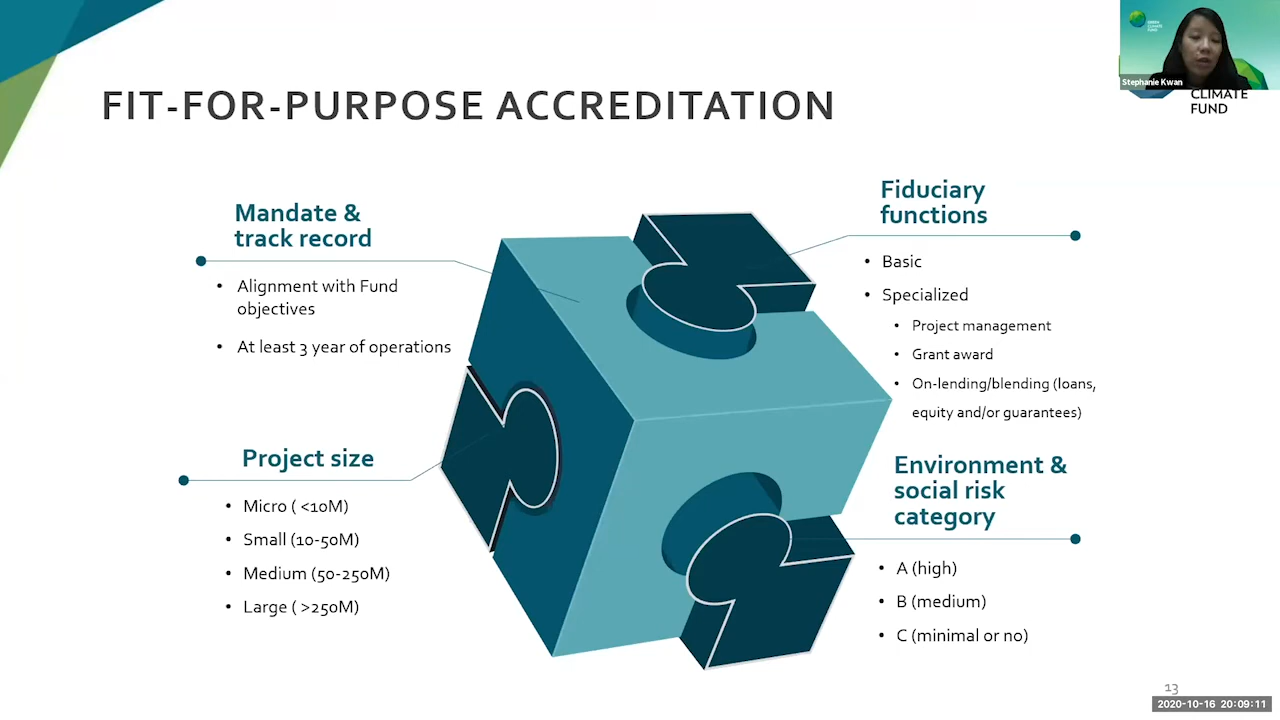 FIT-FOR-PURPOSE ACCREDITATION
GREEN
CLIMATE
FUND
Stephanie Kwan
CLIMATE
FUND
Mandate &
track record
• Alignment with Fund
objectives
• At least 3 year of operations
Project size
• Micro ( <10M)
• Small (10-50M)
• Medium (50-250M)
• Large ( >250M)
Fiduciary
functions
• Basic
• Specialized
• Project management
• Grant award
• On-lending/blending (loans,
equity and/or guarantees)
Environment &
social risk
category
• A (high)
• B (medium)
• C (minimal or no)
13
2020-10-16 20:09:11